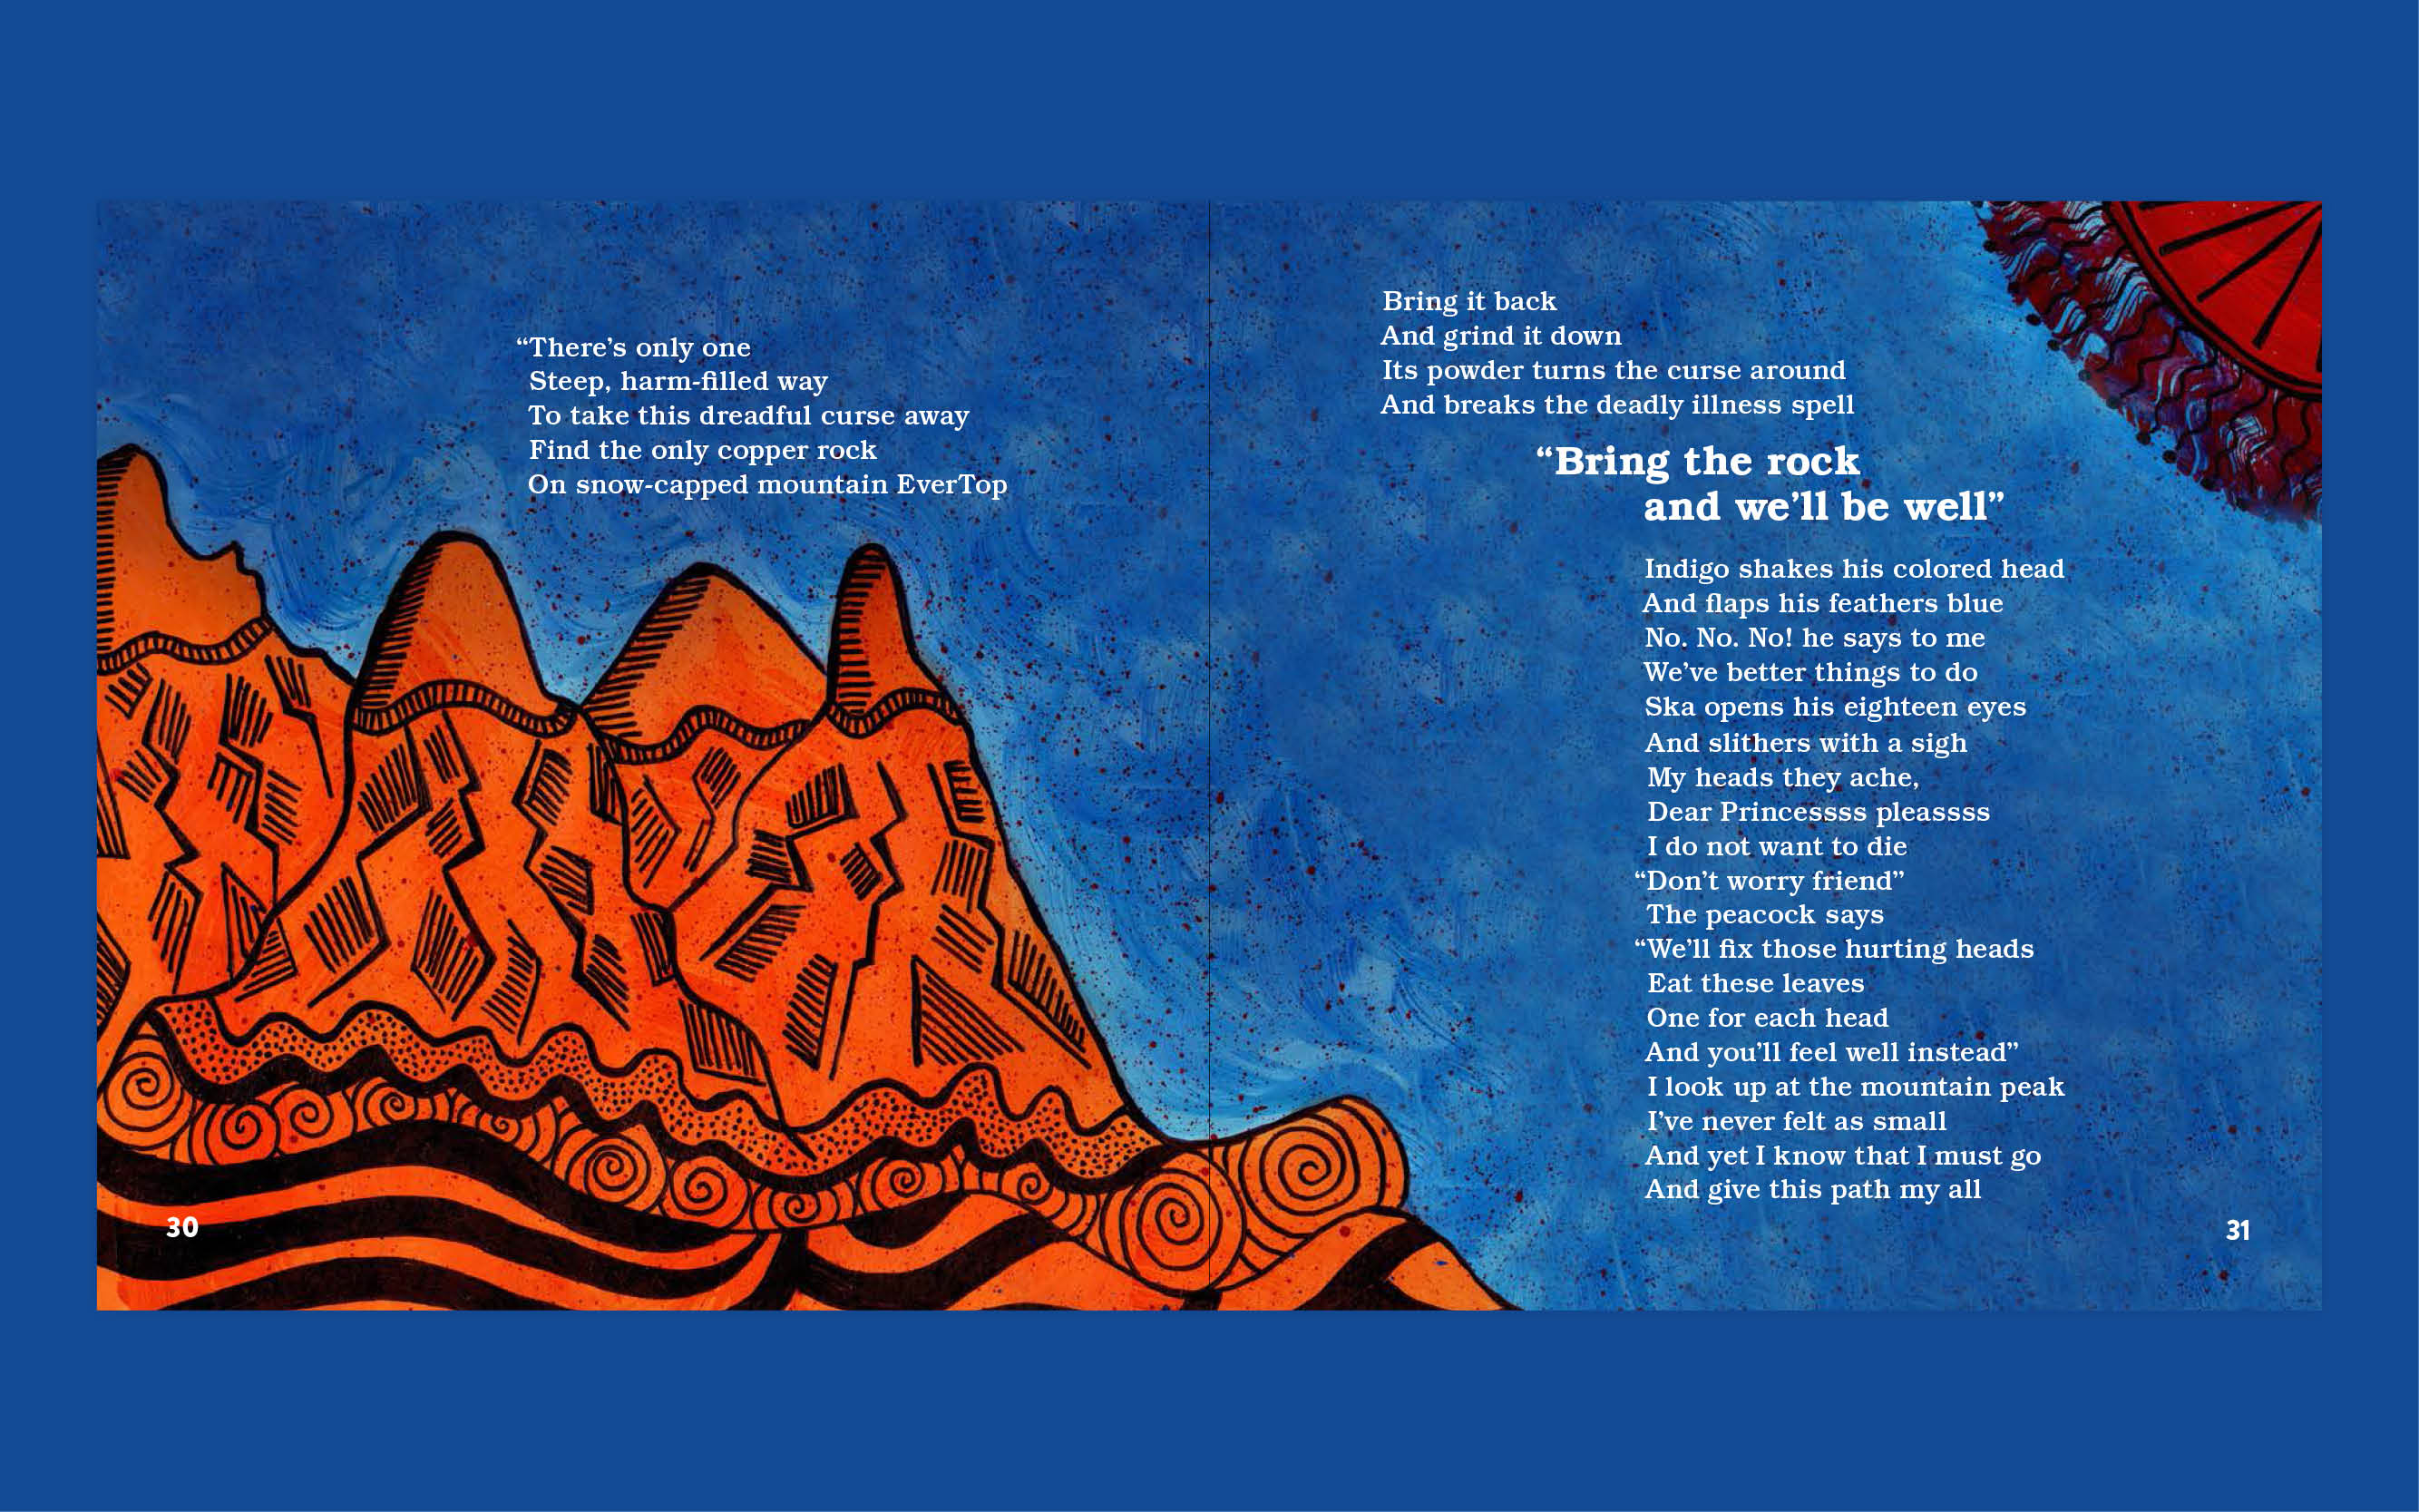 “There’s only one
Steep, harm-filled way
To take this dreadful curse away
Find the only copper rock
On snow-capped mountain EverTop
30
Bring it back
And grind it down
Its powder turns the curse around
And breaks the deadly illness spell
“Bring the rock
and we’ll be well”
Indigo shakes his colored head
And flaps his feathers blue
No. No. No! he says to me
We’ve better things to do
Ska opens his eighteen eyes
And slithers with a sigh
My heads they ache,
Dear Princessss pleassss
I do not want to die
“Don’t worry friend”
The peacock says
“We’ll fix those hurting heads
Eat these leaves
One for each head
And you’ll feel well instead”
I look up at the mountain peak
I’ve never felt as small
And yet I know that I must go
And give this path my all
31